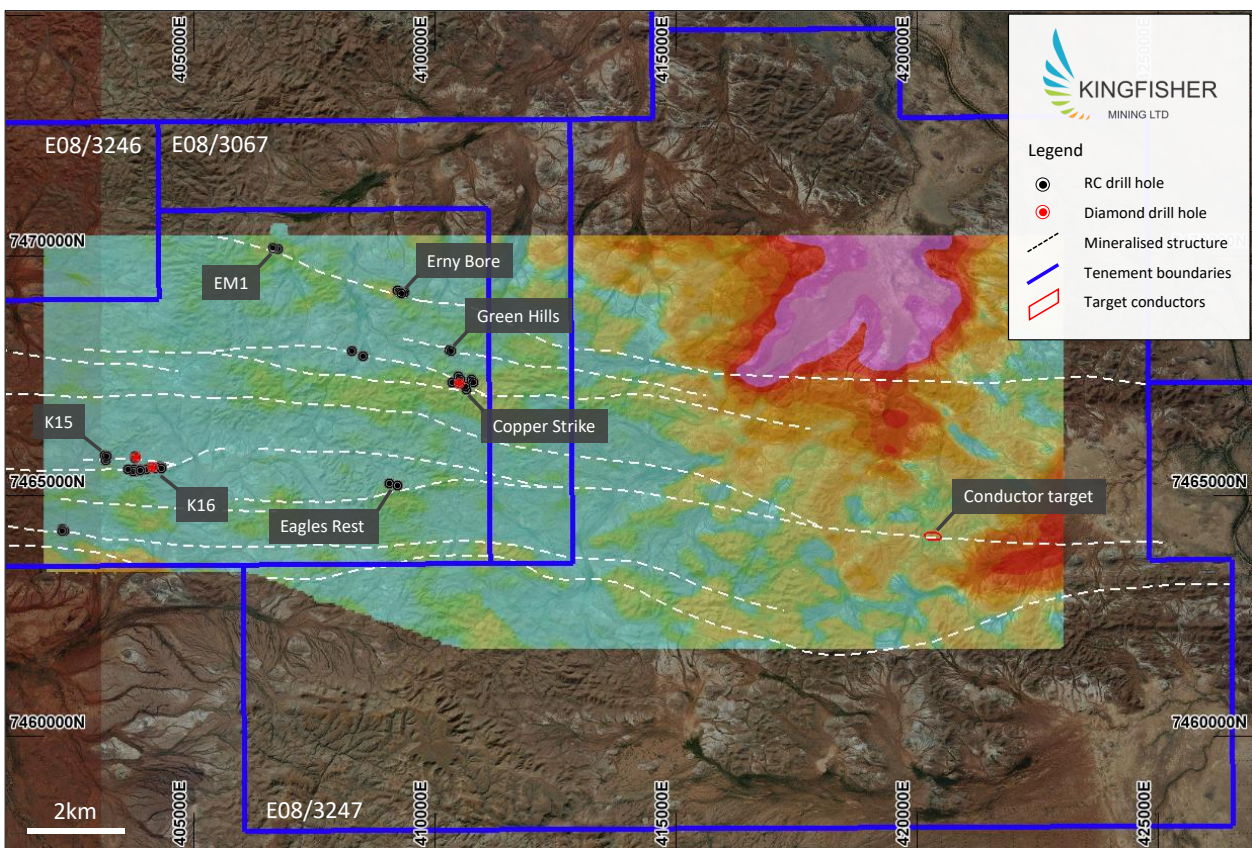 405000E
410000E
415000E
420000E
425000E
KINGFISHER
MINING LTD
Legend
RC drill hole
Diamond drill hole
Mineralised structure
Tenement boundaries
Target conductors
E08/3246
E08/3067
7470000N
EM1
Erny Bore
Green Hills
Copper Strike
K15
K16
7465000N
7465000N
Eagles Rest
Conductor target
7460000N
7460000N
405000E
410000E
415000E
420000E
425000E
2km
E08/3247